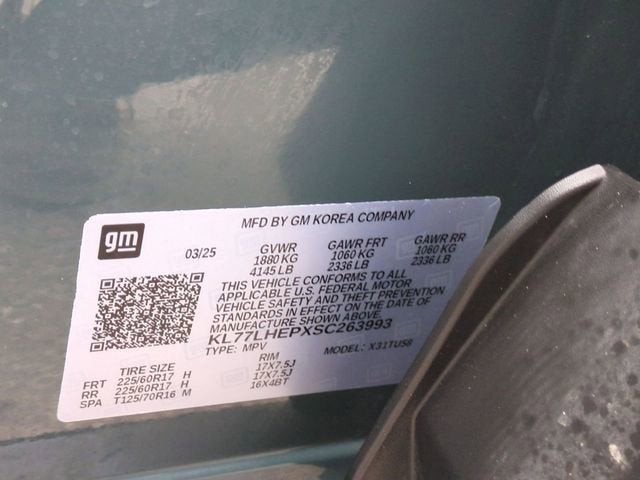 MFD BY GM KOREA COMPANY
gm
03/25 GVWR GAWR FRT GAWR RR
1880 KG 1060 KG 1060 KG
4145 LB 2336 LB 2336 LB
THIS VEHICLE CONFORMS TO ALL
APPLICABLE U.S. FEDERAL MOTOR
VEHICLE SAFETY AND THEFT PREVENTION
STANDARDS IN EFFECT ON THE DATE OF
MANUFACTURE SHOWN ABOVE.
KL77LHEPXSC263993
TYPE: MPV MODEL: X31TUS8
TIRE SIZE RIM
FRT 225/60R17 H 17X7.5J
RR 225/60R17 H 17X7.5J
SPA T125/70R16 M 16X4BT